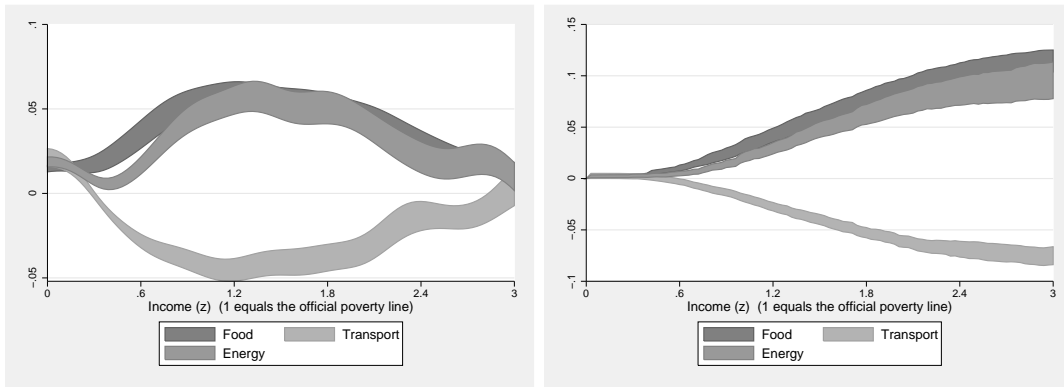 .1
.05
0
-.05
0
.6
1.2
1.8
2.4
3
Income (z) (1 equals the official poverty line)
Food
Transport
Energy
.15
.1
.05
0
-.05
-.1
0
.6
1.2
1.8
2.4
3
Income (z) (1 equals the official poverty line)
Food
Transport
Energy